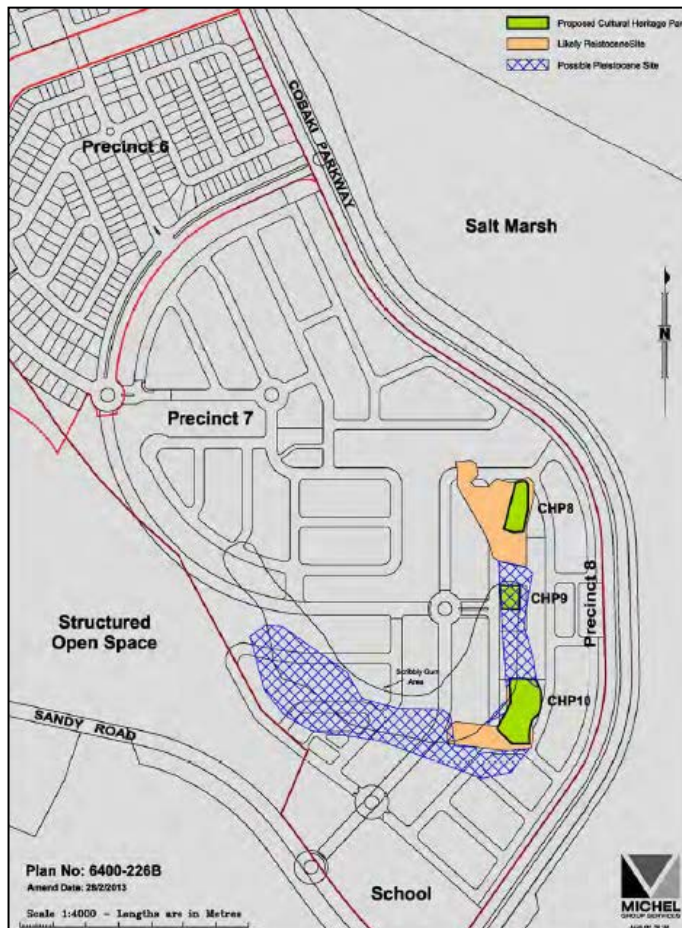 Proposed Cultural Heritage Par
Likely ReistoceneSite
Possible Pleistocene Site
Precinct 6
COBAKI PARKWAY
Salt Marsh
N
Precinct 7
CHP8
CHP9
Precinct 8
Structured
Open Space
Scribbly Gum
Area
CHP10
SANDY ROAD
Plan No: 6400-226B
Amend Date: 28/2/2013
School
Scale 1:4000 - Lengths are in Metres
MICHEL
GROUP SERVICES